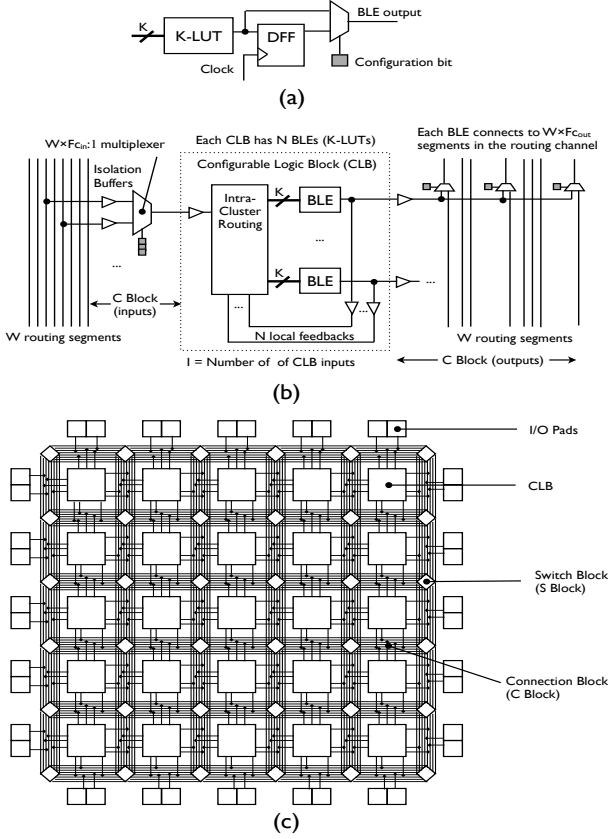 BLE output
K
K-LUT
DFF
Clock
Configuration bit
(a)
W×Fcin:1 multiplexer
Each CLB has N BLEs (K-LUTs)
Each BLE connects to W×Fcout
segments in the routing channel
Configurable Logic Block (CLB)
Isolation
Buffers
Intra-
Cluster
Routing
K
BLE
...
...
K
BLE
...
C Block
(inputs)
...
...
N local feedbacks
W routing segments
W routing segments
I = Number of of CLB inputs
C Block (outputs)
(b)
I/O Pads
CLB
Switch Block
(S Block)
Connection Block
(C Block)
(c)